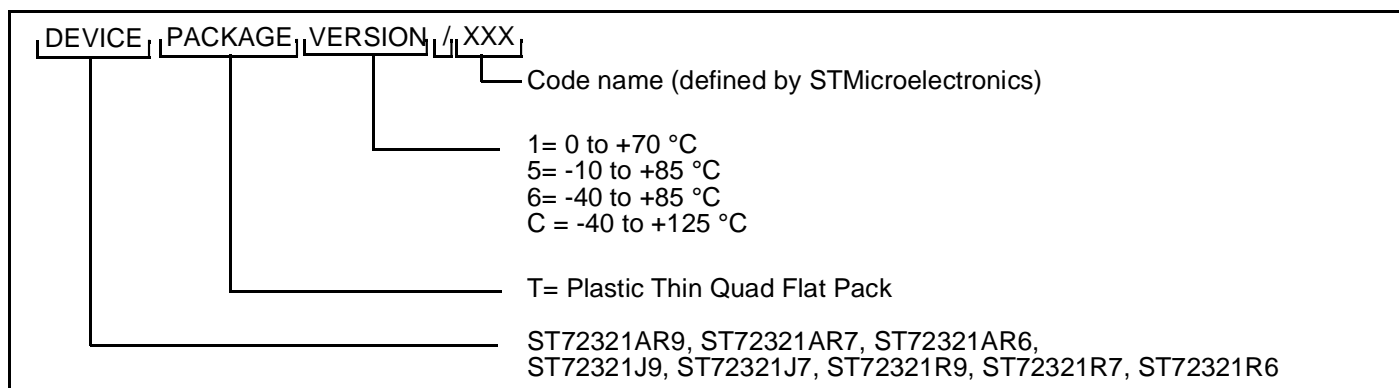 DEVICE PACKAGE VERSION / XXX
Code name (defined by STMicroelectronics)
1= 0 to +70 °C
5= -10 to +85 °C
6= -40 to +85 °C
C = -40 to +125 °C
T= Plastic Thin Quad Flat Pack
ST72321AR9, ST72321AR7, ST72321AR6,
ST72321J9, ST72321J7, ST72321R9, ST72321R7, ST72321R6